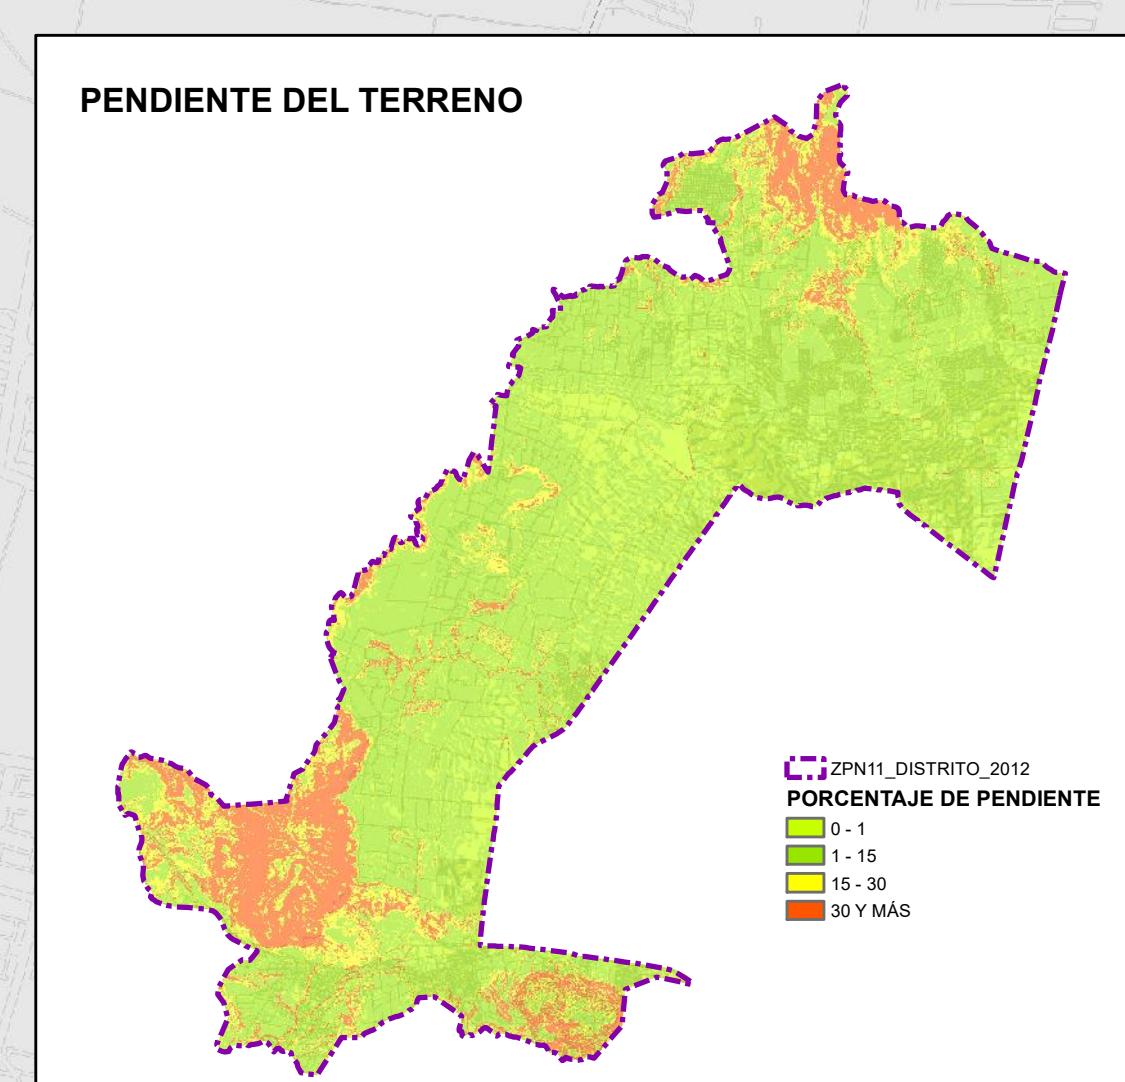 PENDIENTE DEL TERRENO
ZPN11_DISTRITO_2012
PORCENTAJE DE PENDIENTE
0 - 1
1 - 15
15 - 30
30 Y MÁS